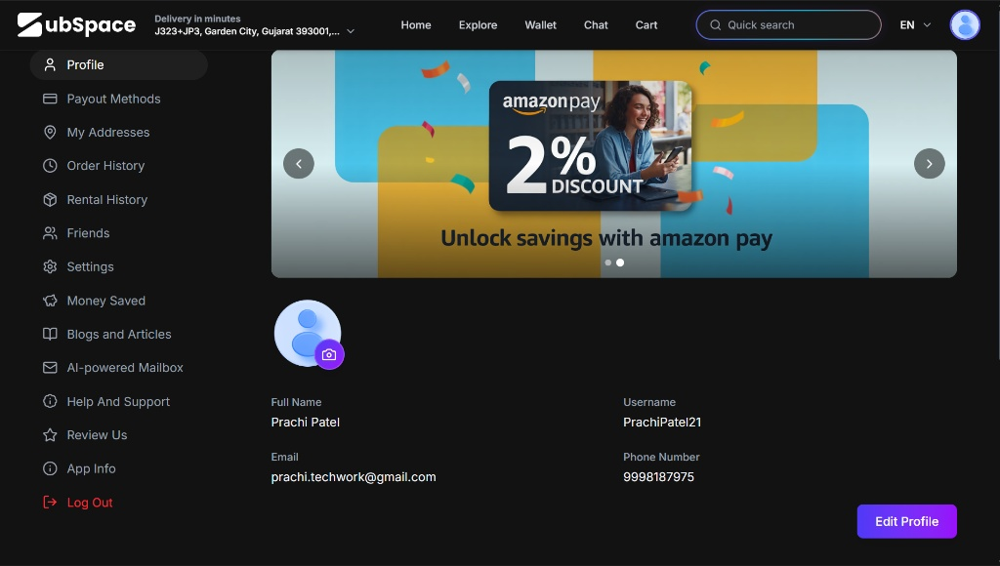 ubSpace
Delivery in minutes
J323+JP3, Garden City, Gujarat 393001,...
Home
Explore
Wallet
Chat
Cart
Quick search
EN
Profile
Payout Methods
My Addresses
Order History
Rental History
Friends
Settings
Money Saved
Blogs and Articles
AI-powered Mailbox
Help And Support
Review Us
App Info
Log Out
amazon pay
2%
DISCOUNT
Unlock savings with amazon pay
Full Name
Prachi Patel
Username
PrachiPatel21
Email
prachi.techwork@gmail.com
Phone Number
9998187975
Edit Profile